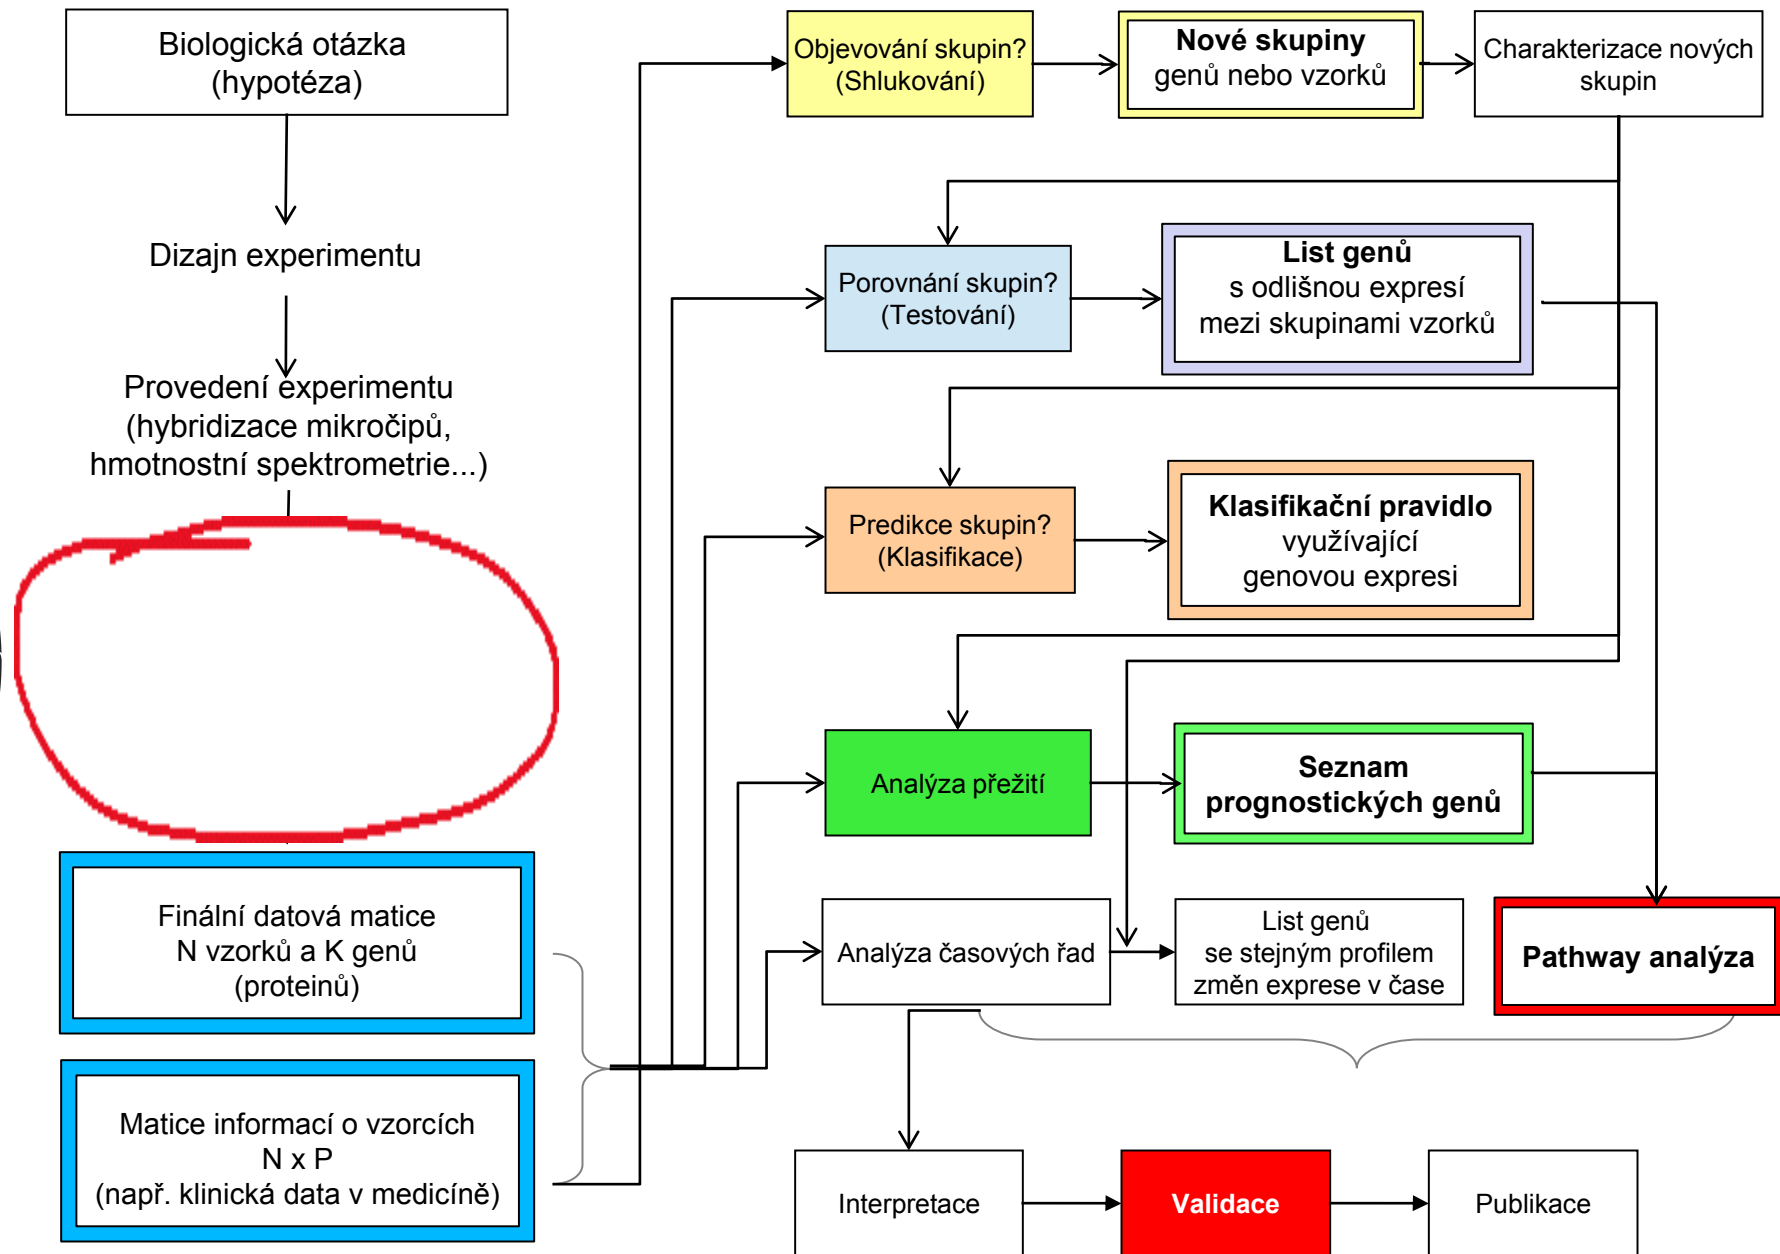 Biologická otázka
(hypotéza)
Dizajn experimentu
Provedení experimentu
(hybridizace mikročipů,
hmotnostní spektrometrie...)
Finální datová matice
N vzorků a K genů
(proteinů)
Matice informací o vzorcích
N x P
(např. klinická data v medicíně)
Objevování skupin?
(Shlukování)
Nové skupiny
genů nebo vzorků
Charakterizace nových
skupin
Porovnání skupin?
(Testování)
List genů
s odlišnou expresí
mezi skupinami vzorků
Predikce skupin?
(Klasifikace)
Klasifikační pravidlo
využívající
genovou expresi
Analýza přežití
Seznam
prognostických genů
Analýza časových řad
List genů
se stejným profilem
změn exprese v čase
Pathway analýza
Interpretace
Validace
Publikace